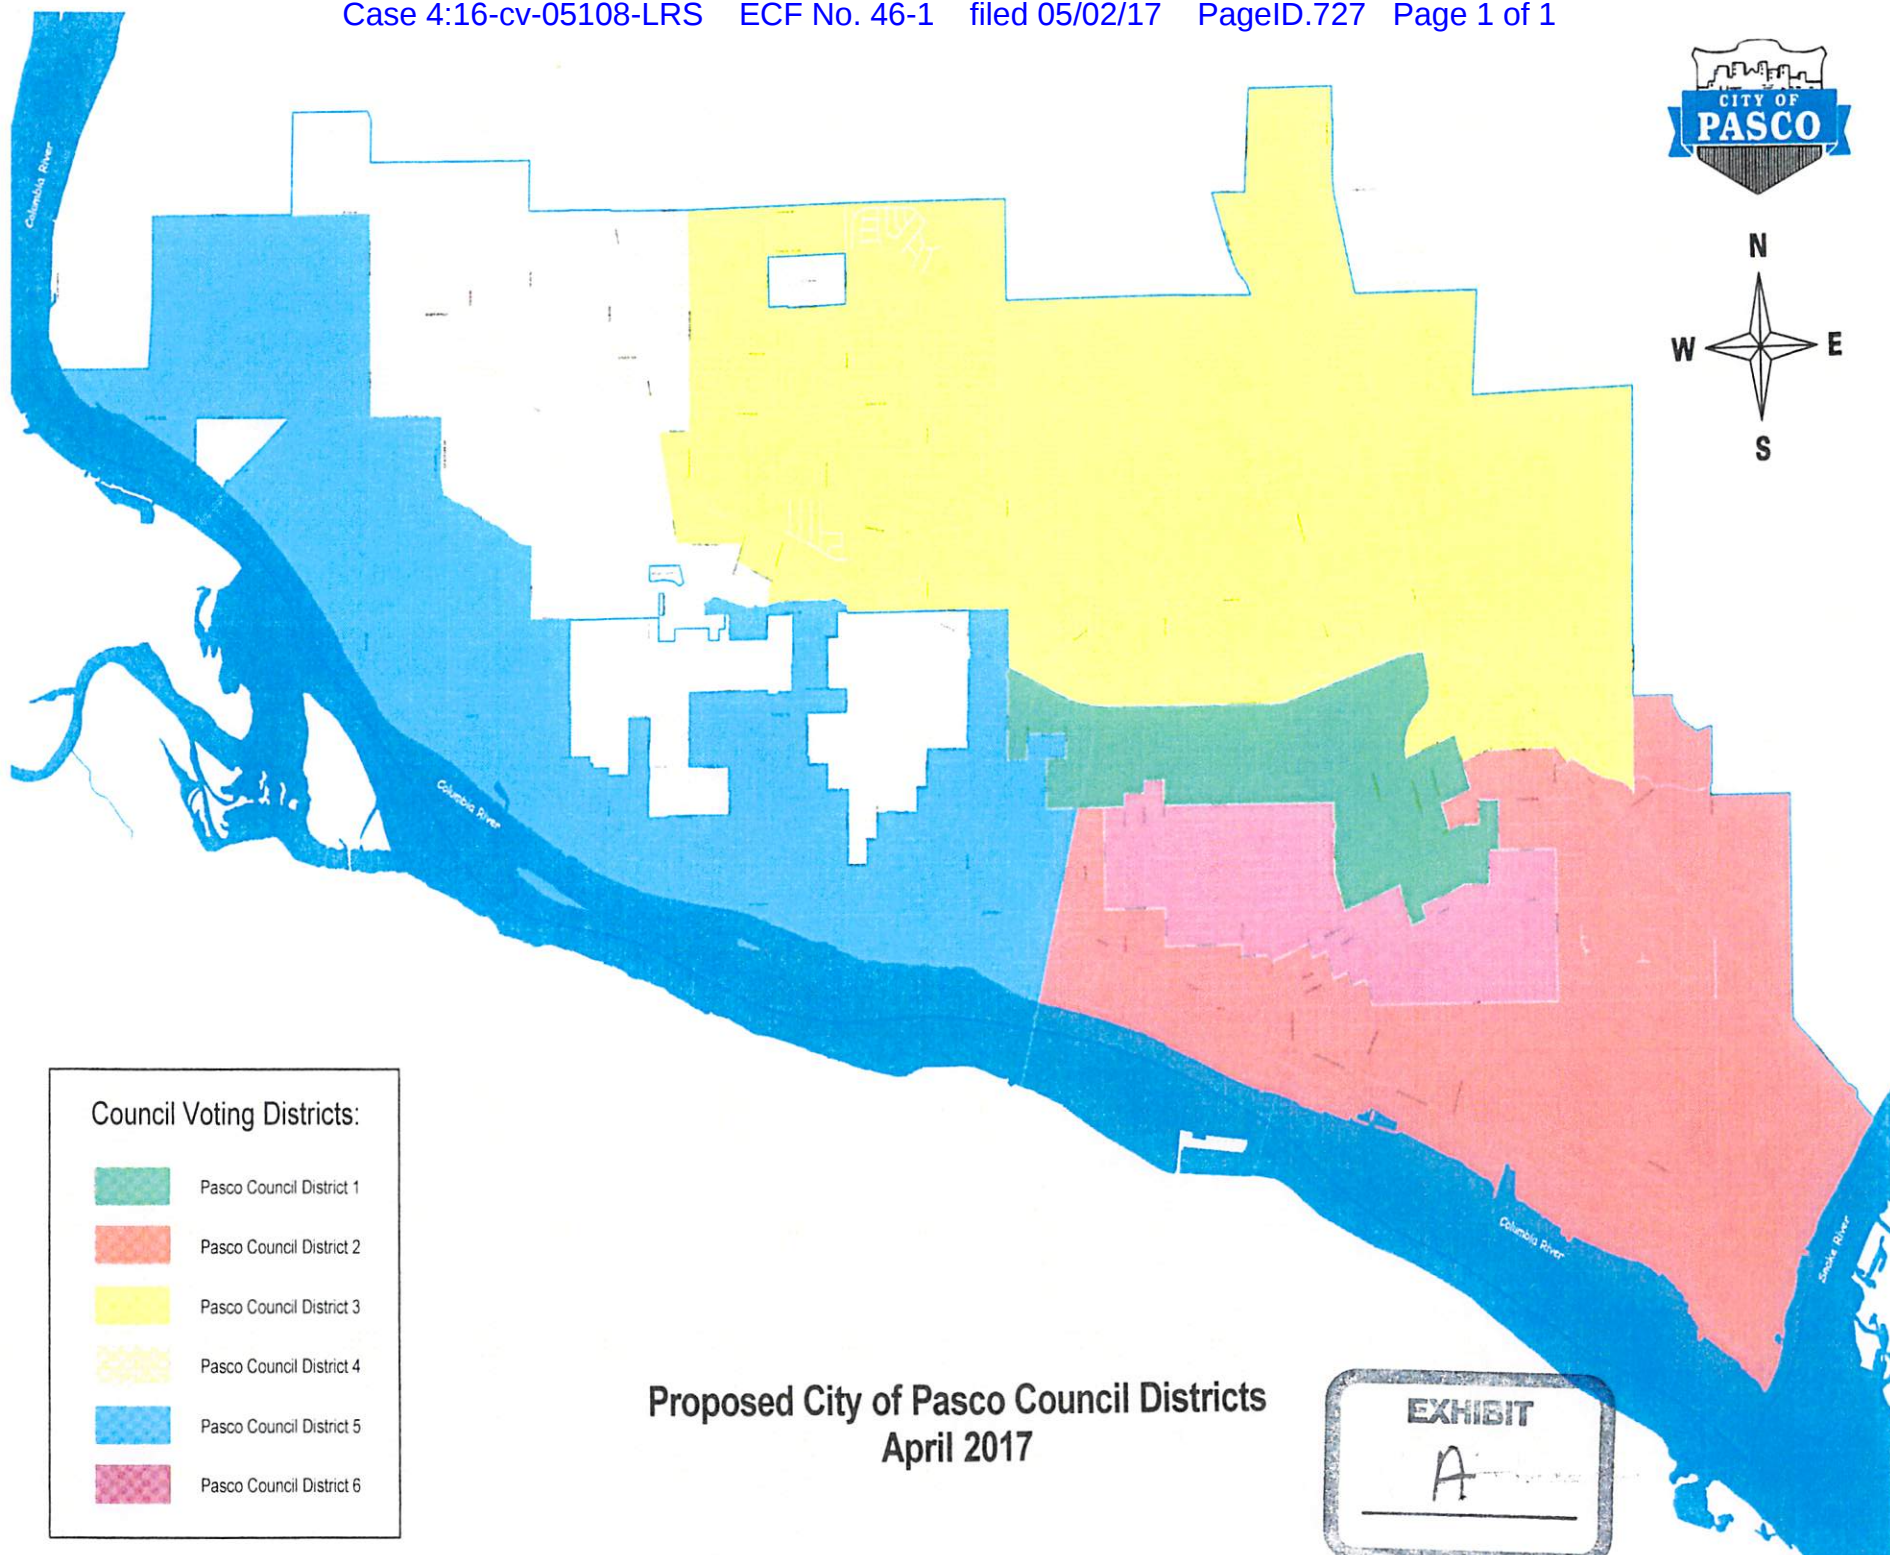 Case 4:16-cv-05108-LRS ECF No. 46-1 filed 05/02/17 PageID.727 Page 1 of 1
CITY OF
PASCO
N
W E
S
Columbia River
Columbia River
Columbia River
Snake River
Council Voting Districts:
Pasco Council District 1
Pasco Council District 2
Pasco Council District 3
Pasco Council District 4
Pasco Council District 5
Pasco Council District 6
Proposed City of Pasco Council Districts
April 2017
EXHIBIT
A